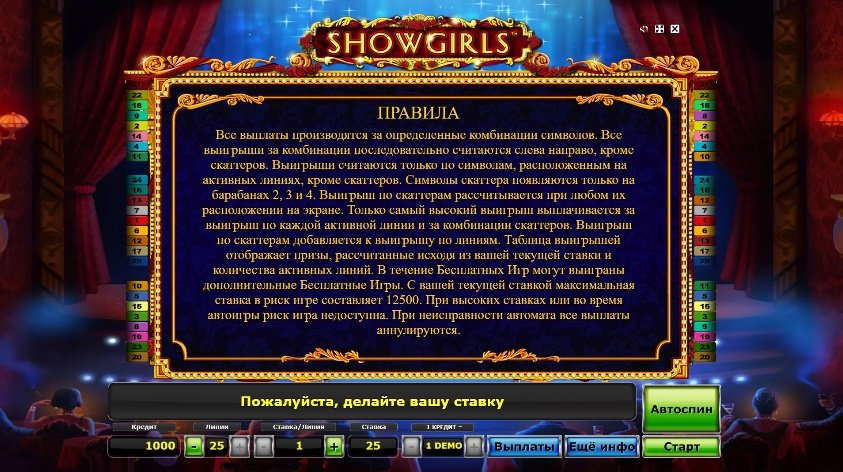 SHOWGIRLS™
ПРАВИЛА
Все выплаты производятся за определенные комбинации символов. Все
выигрыши за комбинации последовательно считаются слева направо, кроме
скаттеров. Выигрыши считаются только по символам, расположенным на
активных линиях, кроме скаттеров. Символы скаттера появляются только на
барабанах 2, 3 и 4. Выигрыш по скаттерам рассчитывается при любом их
расположении на экране. Только самый высокий выигрыш выплачивается за
выигрыш по каждой активной линии и за комбинации скаттеров. Выигрыш
по скаттерам добавляется к выигрышу по линиям. Таблица выигрышей
отображает призы, рассчитанные исходя из вашей текущей ставки и
количества активных линий. В течение Бесплатных Игр могут выиграны
дополнительные Бесплатные Игры. С вашей текущей ставкой максимальная
ставка в риск игре составляет 12500. При высоких ставках или во время
автоигры риск игра недоступна. При неисправности автомата все выплаты
аннулируются.
22 22
18 18
9 8
2 2
14 14
4 4
11 10
24 24
16 16
13 12
7 7
1 1
6 6
12 13
17 17
25 25
10 11
5 5
15 15
3 3
8 9
19 19
23 21
20 20
Пожалуйста, делайте вашу ставку
Автоспин
Кредит Линии Ставка/Линия Ставка 1 КРЕДИТ =
1000 - 25 1 + 25 1 DEMO Выплаты Ещё инфо Старт